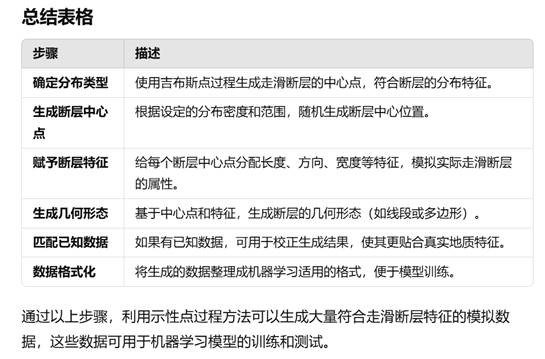 总结表格
步骤 描述
确定分布类型 使用吉布斯点过程生成走滑断层的中心点，符合断层的分布特征。
生成断层中心 根据设定的分布密度和范围，随机生成断层中心位置。
点
赋予断层特征 给每个断层中心点分配长度、方向、宽度等特征，模拟实际走滑断层
的属性。
生成几何形态 基于中心点和特征，生成断层的几何形态（如线段或多边形）。
匹配已知数据 如果有已知数据，可用于校正生成结果，使其更贴合真实地质特征。
数据格式化 将生成的数据整理成机器学习适用的格式，便于模型训练。
通过以上步骤，利用示性点过程方法可以生成大量符合走滑断层特征的模拟数
据，这些数据可用于机器学习模型的训练和测试。